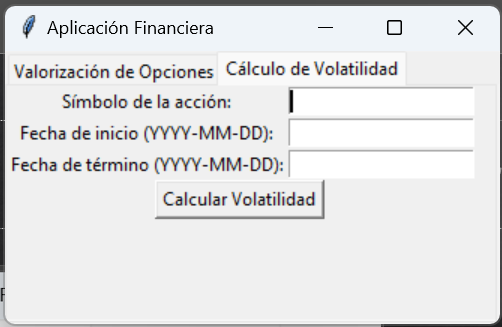 Aplicación Financiera
Valorización de Opciones Cálculo de Volatilidad
Símbolo de la acción:
Fecha de inicio (YYYY-MM-DD):
Fecha de término (YYYY-MM-DD):
Calcular Volatilidad